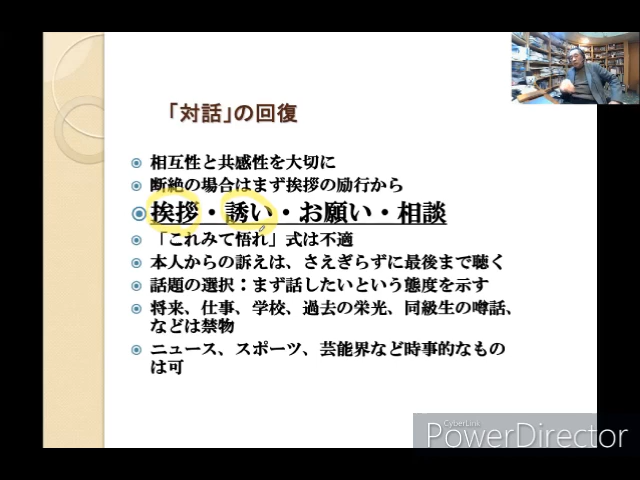 「対話」の回復
相互性と共感性を大切に
断絶の場合はまず挨拶の励行から
挨拶・誘い・お願い・相談
「これみて悟れ」式は不適
本人からの訴えは、さえぎらずに最後まで聴く
話題の選択：まず話したいという態度を示す
将来、仕事、学校、過去の栄光、同級生の噂話、
などは禁物
ニュース、スポーツ、芸能界など時事的なもの
は可
CyberLink
PowerDirector